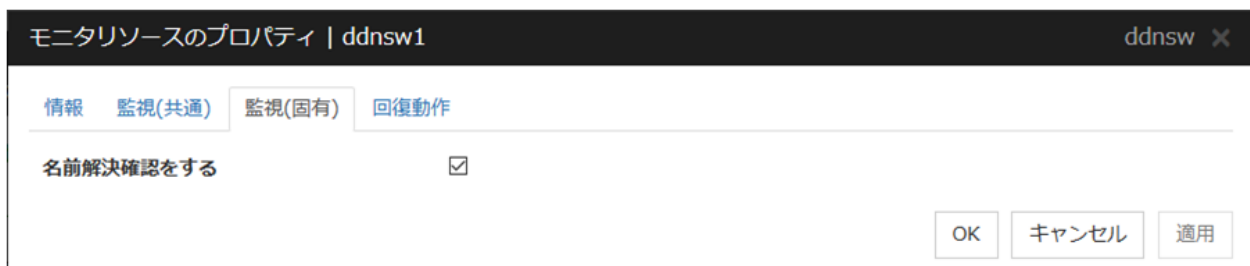 モニタリソースのプロパティ | ddnsw1 ddnsw ×
情報 監視(共通) 監視(固有) 回復動作
名前解決確認をする
OK キャンセル 適用